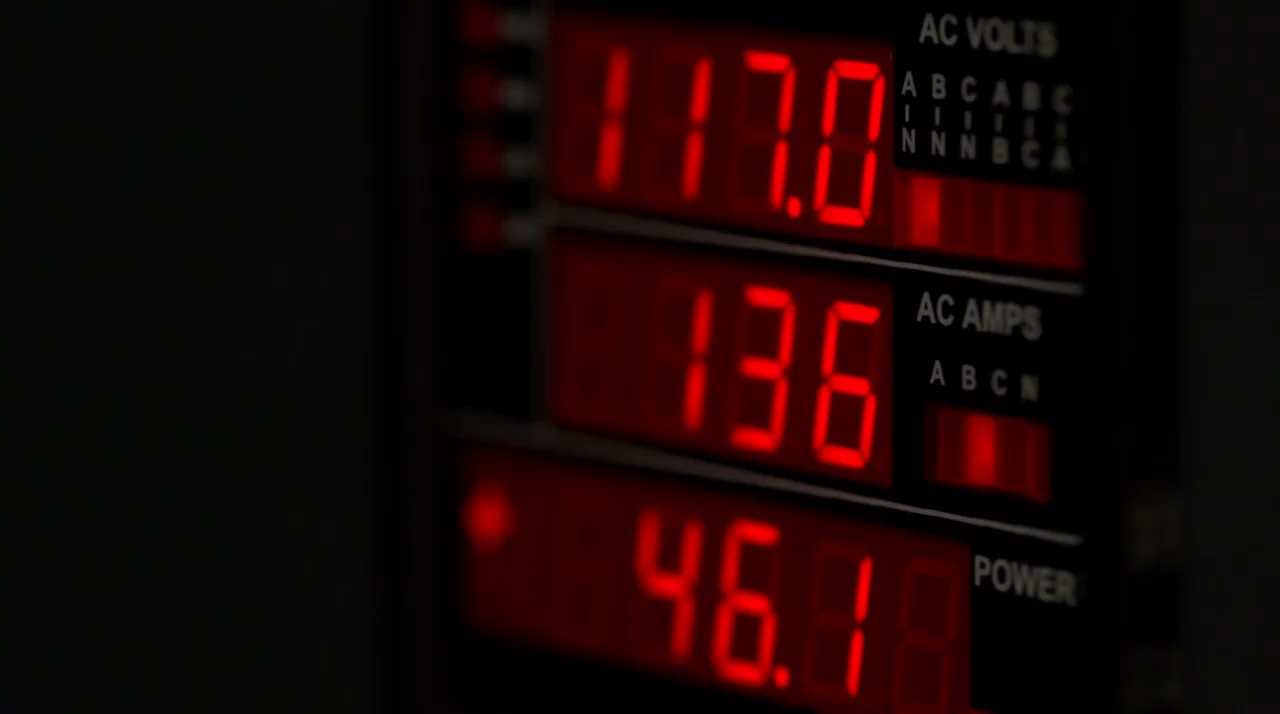 AC VOLTS
117.0
A B C A B C
N N N B C A
AC AMPS
136
A B C N
46.1
POWER